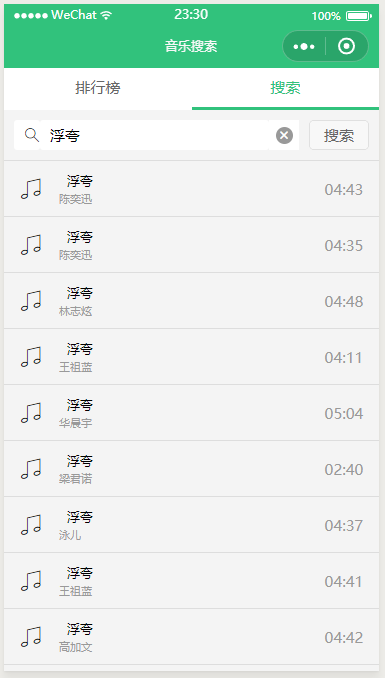 WeChat 23:30 100%
音乐搜索
排行榜 搜索
浮夸 搜索
浮夸
陈奕迅 04:43
浮夸
陈奕迅 04:35
浮夸
林志炫 04:48
浮夸
王祖蓝 04:11
浮夸
华晨宇 05:04
浮夸
梁君诺 02:40
浮夸
泳儿 04:37
浮夸
王祖蓝 04:41
浮夸
高加文 04:42